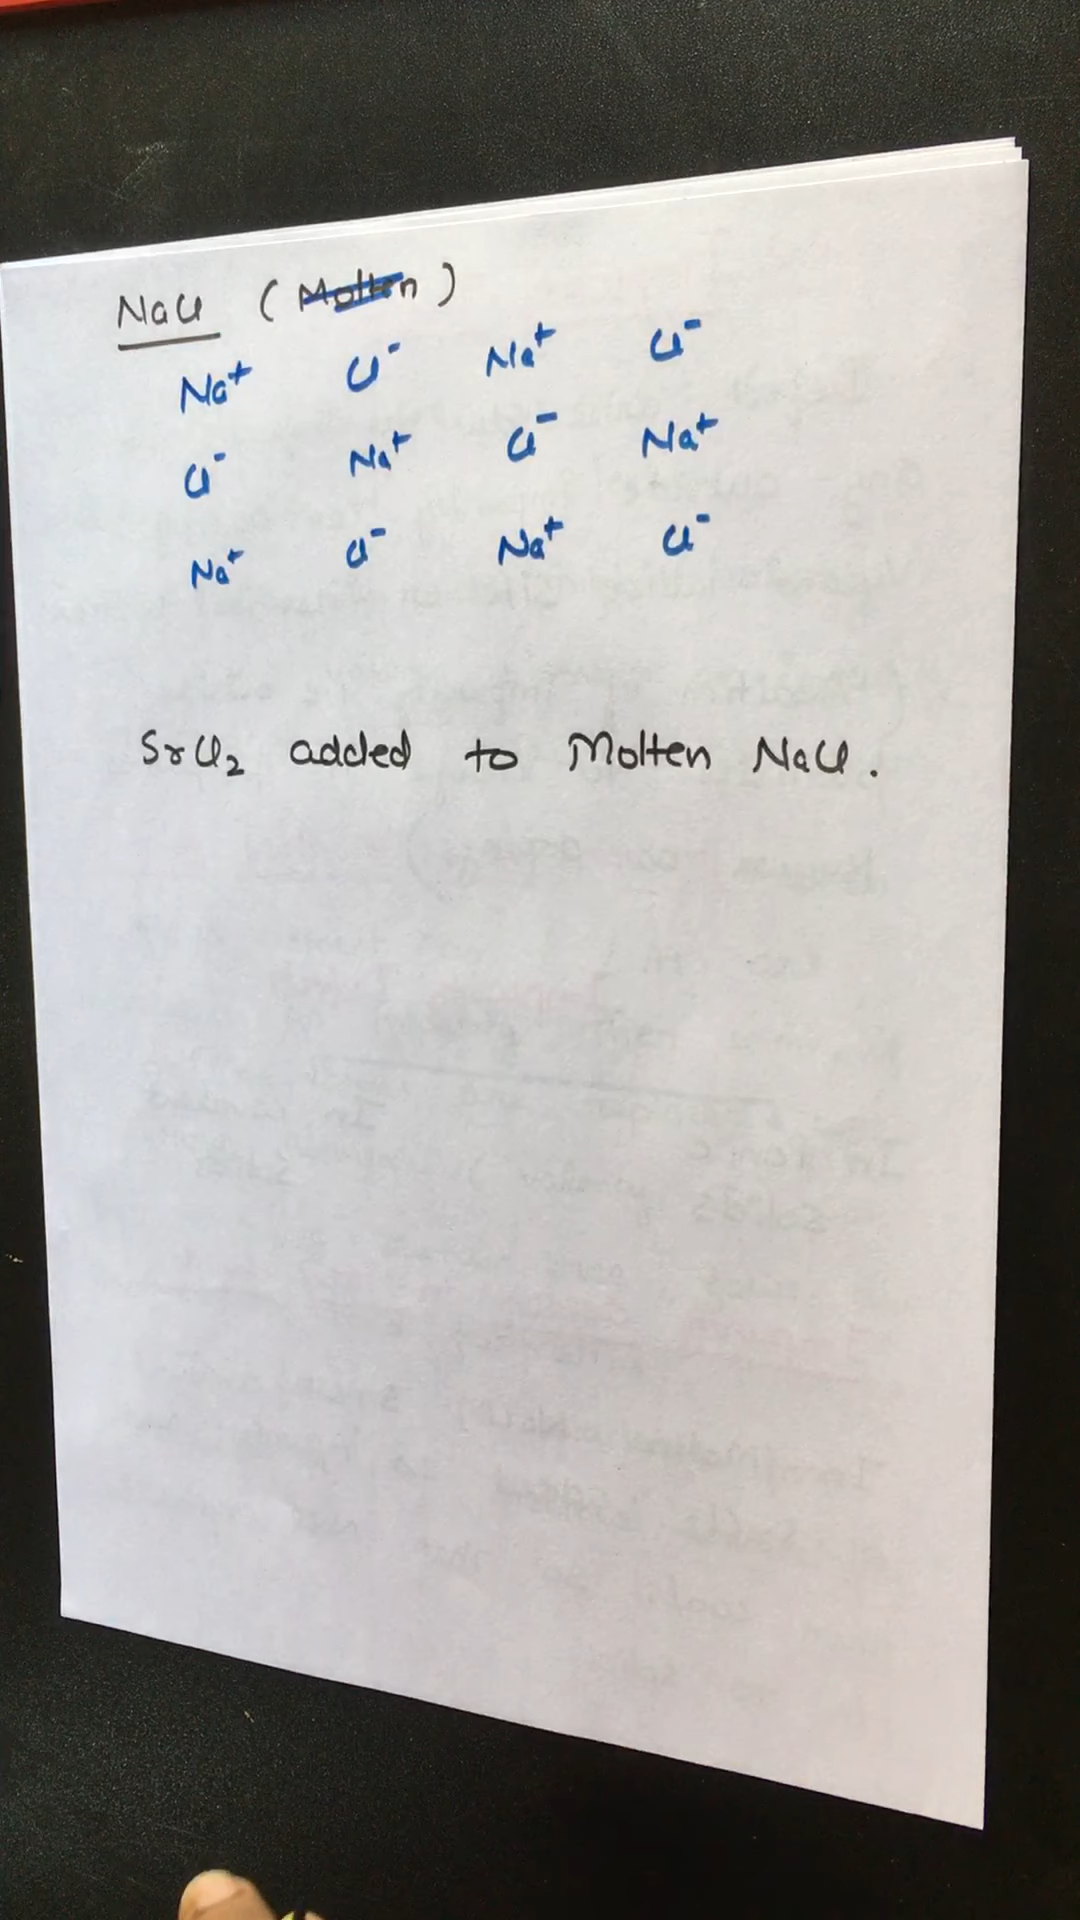 NaCl (Molten)
Na⁺ Cl⁻ Na⁺ Cl⁻
Cl⁻ Na⁺ Cl⁻ Na⁺
Na⁺ Cl⁻ Na⁺ Cl⁻
SrCl₂ added to Molten NaCl.